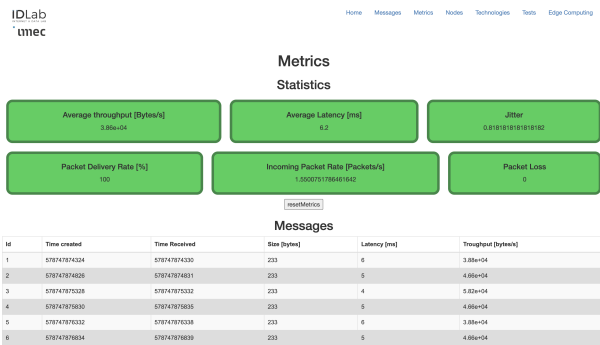 IDLab
imec
Home Messages Metrics Nodes Technologies Tests Edge Computing
Metrics
Statistics
Average throughput [Bytes/s] Average Latency [ms] Jitter
3.86e+04 6.2 0.8181818181818182
Packet Delivery Rate [%] Incoming Packet Rate [Packets/s] Packet Loss
100 1.5500751786461642 0
resetMetrics
Messages
Id Time created Time Received Size [bytes] Latency [ms] Troughput [bytes/s]
1 578747874324 578747874330 233 6 3.88e+04
2 578747874826 578747874831 233 5 4.66e+04
3 578747875328 578747875332 233 4 5.82e+04
4 578747875830 578747875835 233 5 4.66e+04
5 578747876332 578747876338 233 6 3.88e+04
6 578747876834 578747876839 233 5 4.66e+04